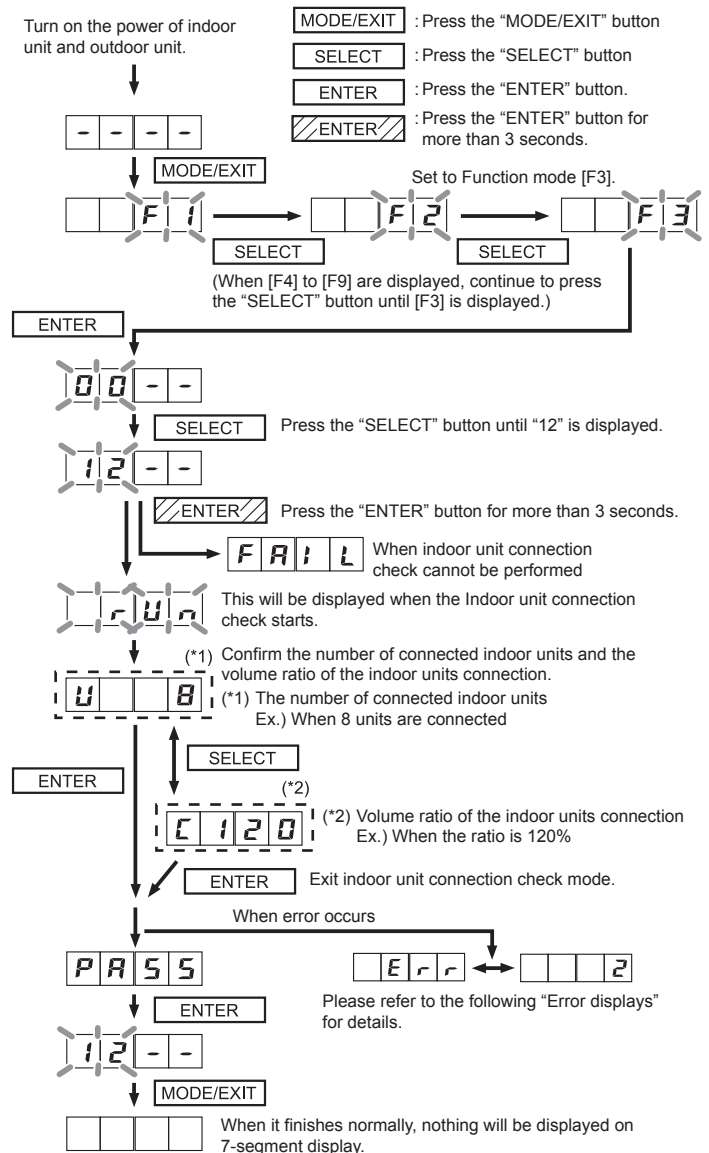 Turn on the power of indoor
unit and outdoor unit.
MODE/EXIT : Press the “MODE/EXIT” button
SELECT : Press the “SELECT” button
ENTER : Press the “ENTER” button.
ENTER : Press the “ENTER” button for
more than 3 seconds.
- - - -
MODE/EXIT
Set to Function mode [F3].
F 1 F 2 F 3
SELECT SELECT
(When [F4] to [F9] are displayed, continue to press
the “SELECT” button until [F3] is displayed.)
ENTER
0 0 - -
SELECT Press the “SELECT” button until “12” is displayed.
1 2 - -
ENTER Press the “ENTER” button for more than 3 seconds.
F A I L When indoor unit connection
check cannot be performed
r U n This will be displayed when the Indoor unit connection
check starts.
(*1) Confirm the number of connected indoor units and the
volume ratio of the indoor units connection.
U 8 (*1) The number of connected indoor units
Ex.) When 8 units are connected
SELECT
ENTER
(*2)
C 1 2 0 (*2) Volume ratio of the indoor units connection
Ex.) When the ratio is 120%
ENTER Exit indoor unit connection check mode.
When error occurs
P A S S E r r 2
Please refer to the following “Error displays”
for details.
ENTER
1 2 - -
MODE/EXIT
When it finishes normally, nothing will be displayed on
7-segment display.